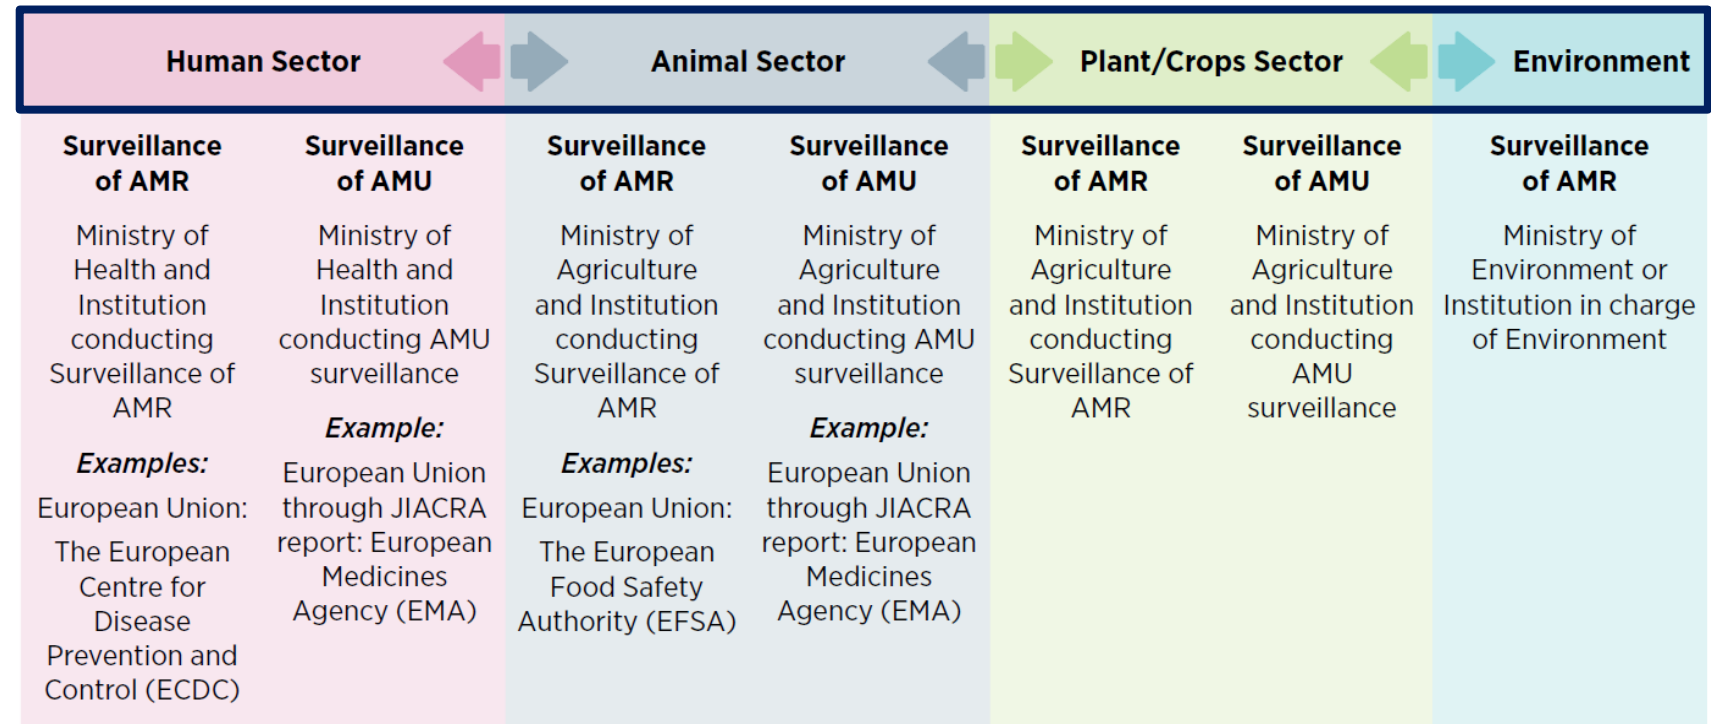 Human Sector
Animal Sector
Plant/Crops Sector
Environment
Surveillance
of AMR
Ministry of
Health and
Institution
conducting
Surveillance of
AMR
Examples:
European Union:
The European
Centre for
Disease
Prevention and
Control (ECDC)
Surveillance
of AMU
Ministry of
Health and
Institution
conducting AMU
surveillance
Example:
European Union
through JIACRA
report: European
Medicines
Agency (EMA)
Surveillance
of AMR
Ministry of
Agriculture
and Institution
conducting
Surveillance of
AMR
Examples:
European Union:
The European
Food Safety
Authority (EFSA)
Surveillance
of AMU
Ministry of
Agriculture
and Institution
conducting AMU
surveillance
Example:
European Union
through JIACRA
report: European
Medicines
Agency (EMA)
Surveillance
of AMR
Ministry of
Agriculture
and Institution
conducting
Surveillance of
AMR
Surveillance
of AMU
Ministry of
Agriculture
and Institution
conducting
AMU
surveillance
Surveillance
of AMR
Ministry of
Environment or
Institution in charge
of Environment